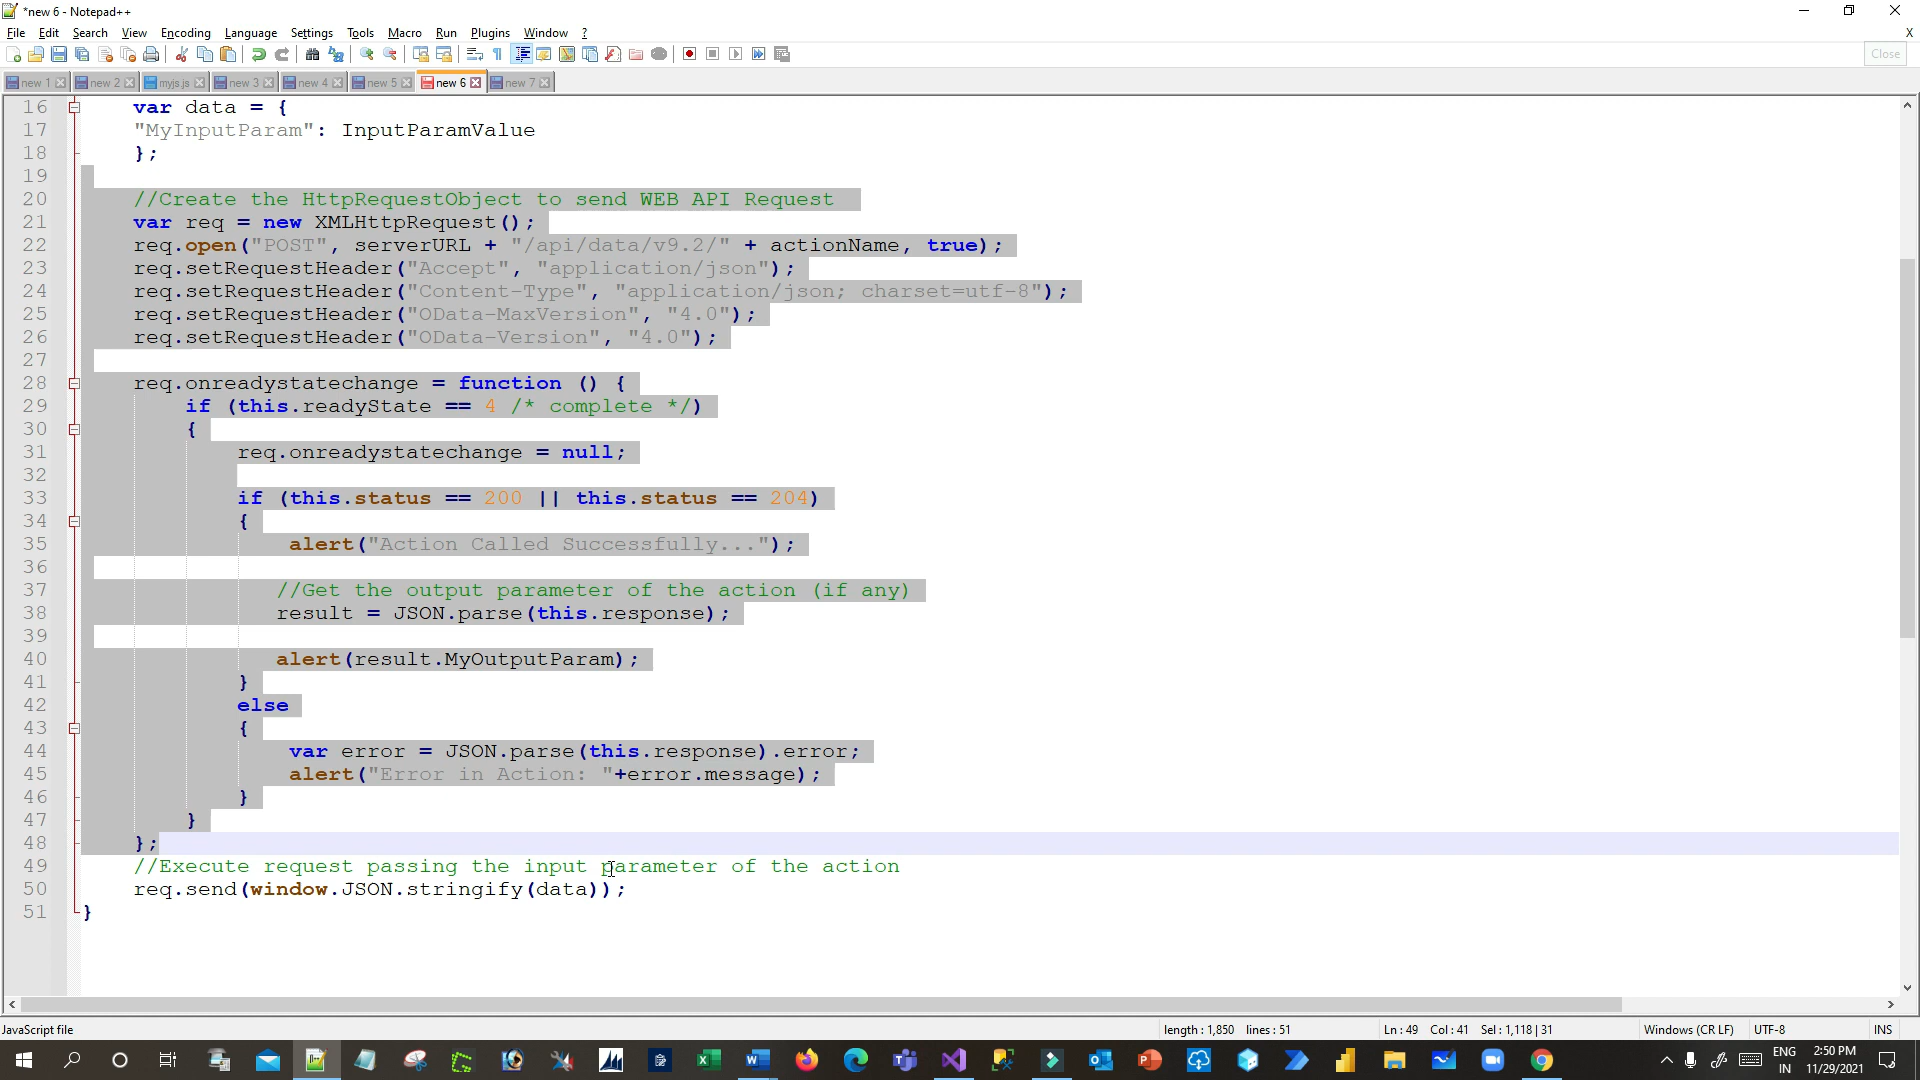 *new 6 - Notepad++
File Edit Search View Encoding Language Settings Tools Macro Run Plugins Window ? X
Close
new 1 new 2 myjs.js new 3 new 4 new 5 new 6 new 7
16 var data = {
17 "MyInputParam": InputParamValue
18 };
19
20 //Create the HttpRequestObject to send WEB API Request
21 var req = new XMLHttpRequest();
22 req.open("POST", serverURL + "/api/data/v9.2/" + actionName, true);
23 req.setRequestHeader("Accept", "application/json");
24 req.setRequestHeader("Content-Type", "application/json; charset=utf-8");
25 req.setRequestHeader("OData-MaxVersion", "4.0");
26 req.setRequestHeader("OData-Version", "4.0");
27
28 req.onreadystatechange = function () {
29 if (this.readyState == 4 /* complete */)
30 {
31 req.onreadystatechange = null;
32
33 if (this.status == 200 || this.status == 204)
34 {
35 alert("Action Called Successfully...");
36
37 //Get the output parameter of the action (if any)
38 result = JSON.parse(this.response);
39
40 alert(result.MyOutputParam);
41 }
42 else
43 {
44 var error = JSON.parse(this.response).error;
45 alert("Error in Action: "+error.message);
46 }
47 }
48 };
49 //Execute request passing the input parameter of the action
50 req.send(window.JSON.stringify(data));
51 }
JavaScript file length : 1,850 lines : 51 Ln : 49 Col : 41 Sel : 1,118 | 31 Windows (CR LF) UTF-8 INS
ENG 2:50 PM
IN 11/29/2021